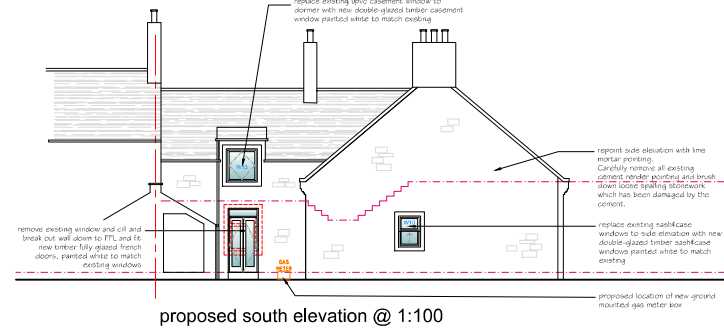 replace existing upvc casement window to
dormer with new double-glazed timber casement
window painted white to match existing
repoint side elevation with lime
mortar pointing.
Carefully remove all existing
cement render pointing and brush
down loose spalling stonework
which has been damaged by the
cement.
remove existing window and cill and
break out wall down to FFL and fit
new timber fully glazed french
doors, painted white to match
existing windows
replace existing sash&case
windows to side elevation with new
double-glazed timber sash&case
windows painted white to match
existing
GAS
METER
proposed location of new ground
mounted gas meter box
proposed south elevation @ 1:100